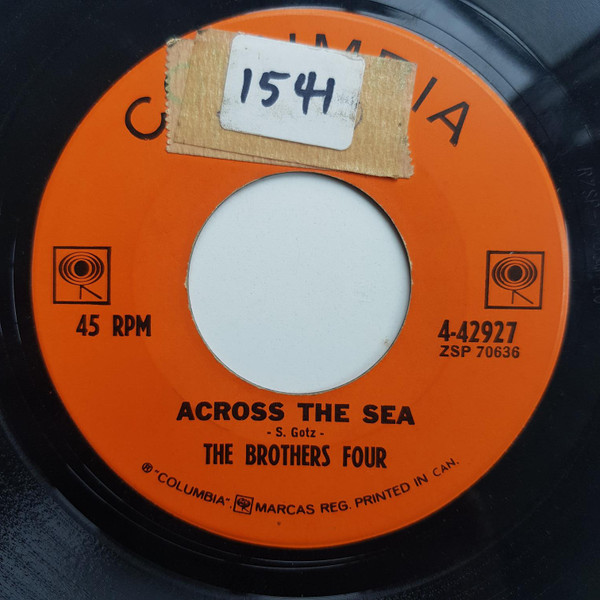 1541
COLUMBIA
45 RPM
4-42927
ZSP 70636
ACROSS THE SEA
- S. Gotz -
THE BROTHERS FOUR
® "COLUMBIA", MARCAS REG. PRINTED IN CAN.